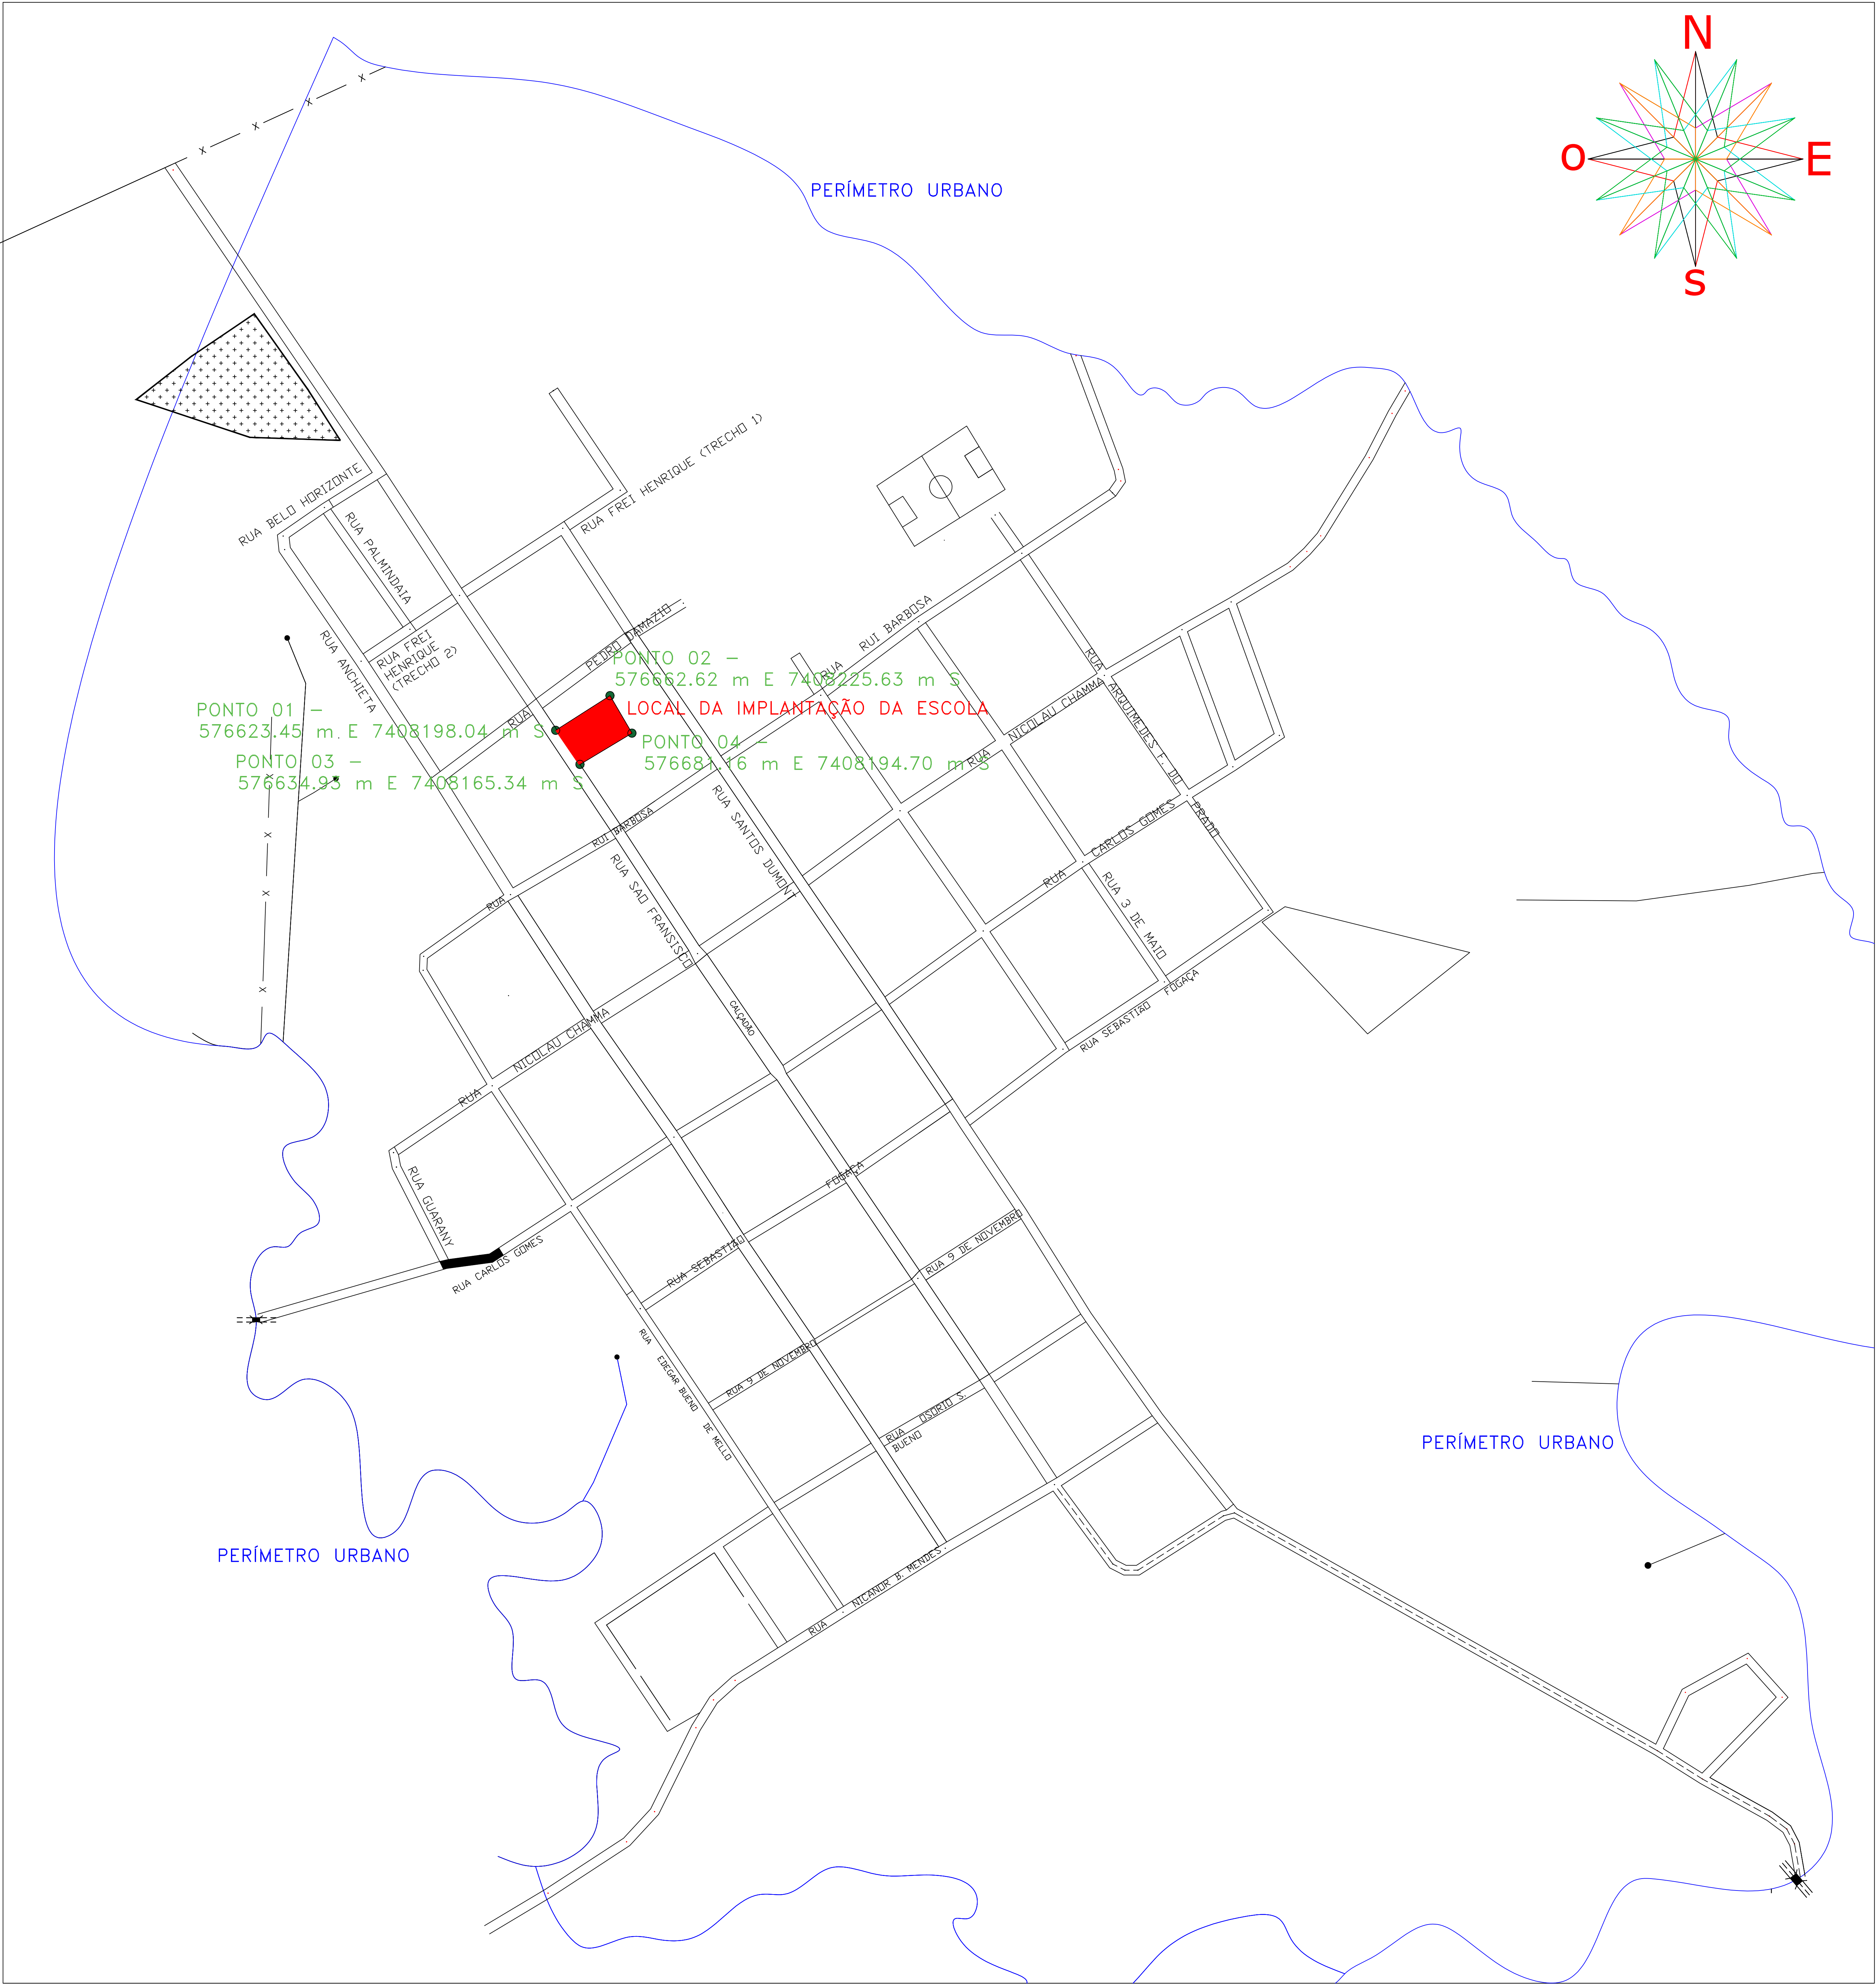 N
O
E
S
PERÍMETRO URBANO
RUA BELO HORIZONTE
RUA PALMINDAIA
RUA FREI HENRIQUE (TRECHO 1)
RUA FREI
HENRIQUE
(TRECHO 2)
RUA ANCHIETA
RUA PEDRO DAMAZIO
PONTO 02 -
576662.62 m E 7408225.63 m S
LOCAL DA IMPLANTAÇÃO DA ESCOLA
PONTO 01 -
576623.45 m E 7408198.04 m S
PONTO 04 -
576681.16 m E 7408194.70 m S
PONTO 03 -
576634.93 m E 7408165.34 m S
RUA RUI BARBOSA
RUA NICOLAU CHAMMA
RUA ARQUIMEDES F. DO PRADO
RUA RUI BARBOSA
RUA SANTOS DUMONT
RUA SAO FRANSISCO
CALÇADÃO
RUA CARLOS GOMES
RUA 3 DE MAIO
RUA SEBASTIÃO FOGAÇA
RUA NICOLAU CHAMMA
RUA GUARANY
RUA CARLOS GOMES
RUA SEBASTIÃO FOGAÇA
RUA 9 DE NOVEMBRO
RUA 9 DE NOVEMBRO
RUA EDEGAR BUENO DE MELLO
RUA OSORIO S.
BUENO
RUA NICANOR B. MENDES
PERÍMETRO URBANO
PERÍMETRO URBANO